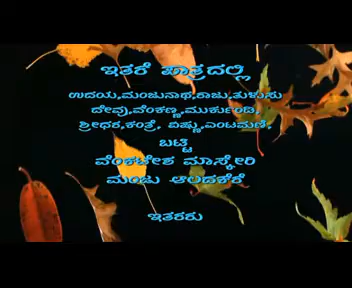 ಇತರೆ ಪಾತ್ರದಲ್ಲಿ
ಉದಯ,ಮಂಜುನಾಥ,ರಾಜು,ತುಳುಸು
ದೇವು,ವೆಂಕಣ್ಣ,ಮುರ್ಕುಂದಿ,
ಶ್ರೀಧರ,ಕಂತ್ರೆ, ವಿಷ್ಣು,ಎಂಟಮಣಿ,
ಬಟ್ಟಿ
ವೆಂಕಟೇಶ ಮಾಸ್ಕೇರಿ
ಮಂಜು ಆಲದಕೆರೆ
ಇತರರು